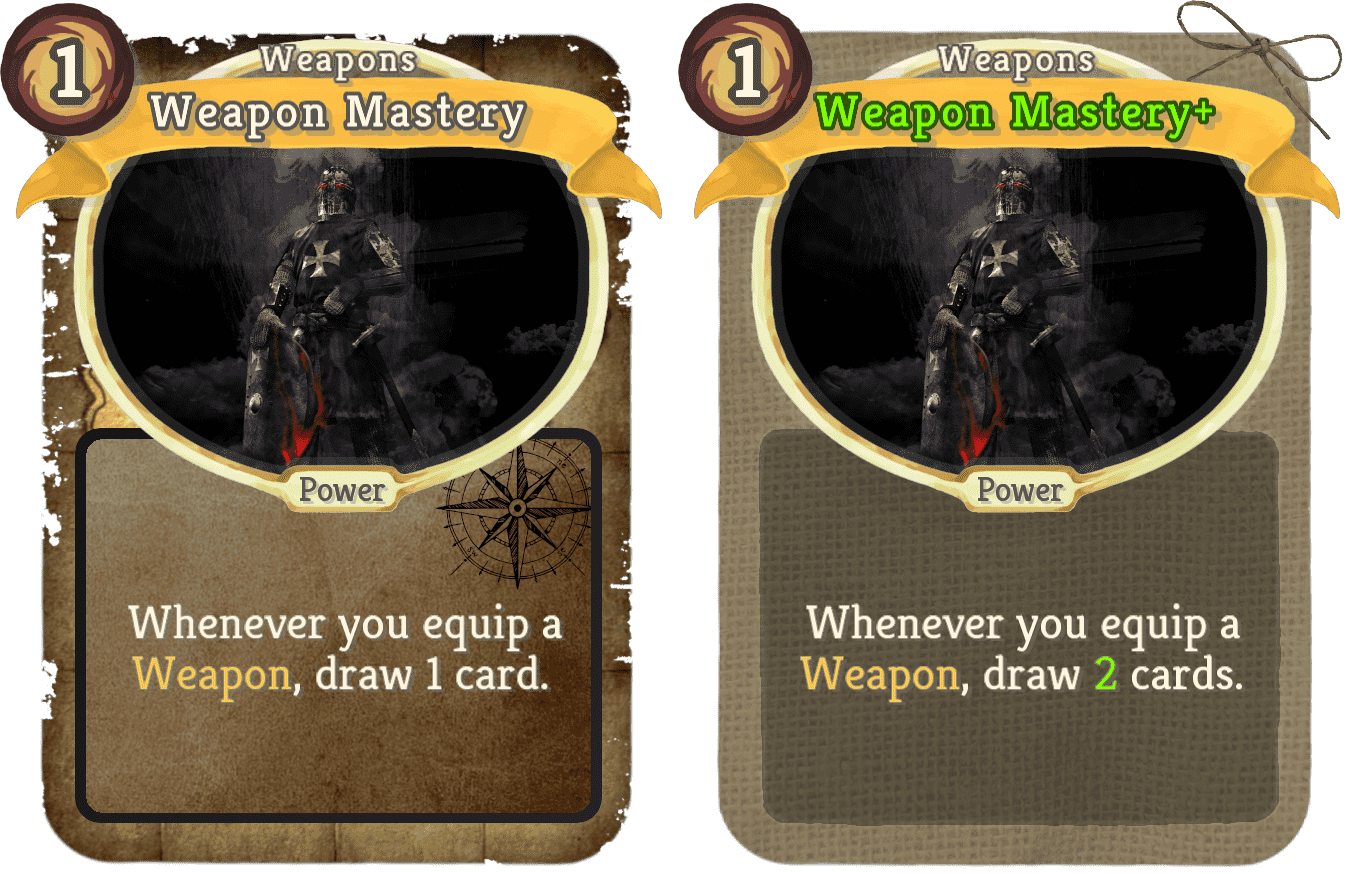 1
Weapons
Weapon Mastery
Power
Whenever you equip a
Weapon, draw 1 card.
1
Weapons
Weapon Mastery+
Power
Whenever you equip a
Weapon, draw 2 cards.